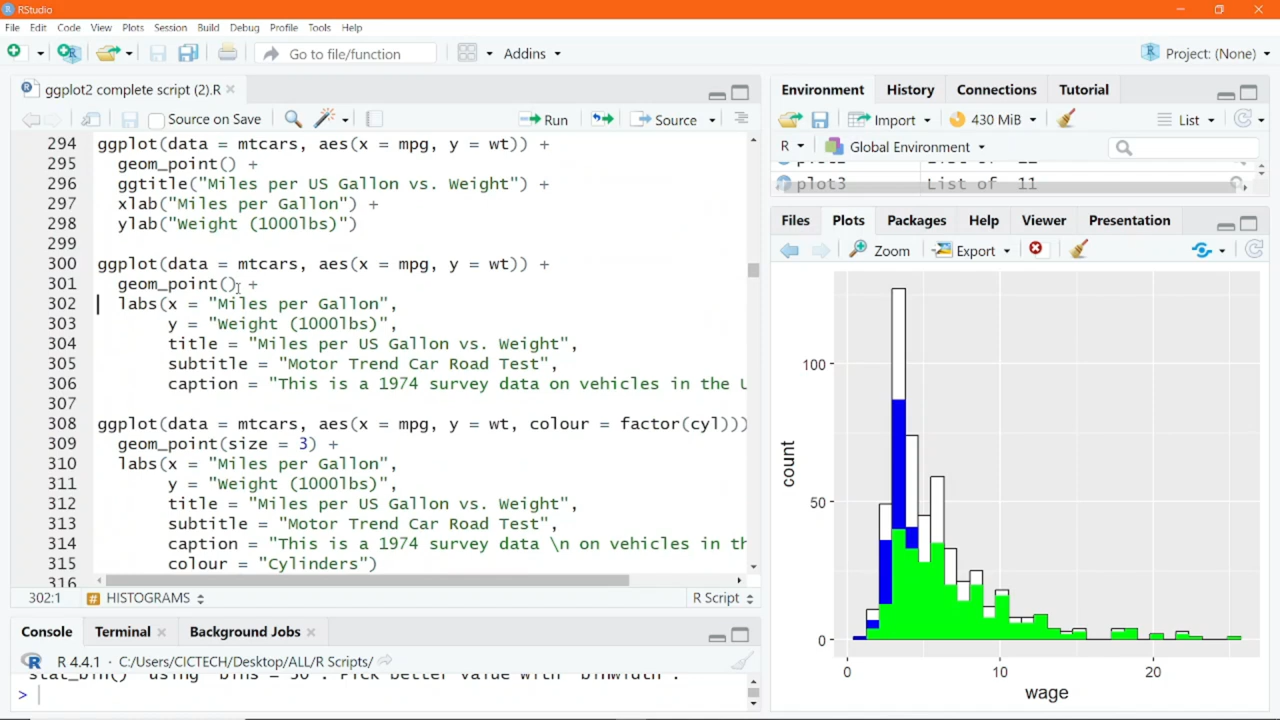 RStudio
File Edit Code View Plots Session Build Debug Profile Tools Help
Go to file/function Addins Project: (None)
ggplot2 complete script (2).R
Source on Save Run Source
294 ggplot(data = mtcars, aes(x = mpg, y = wt)) +
295 geom_point() +
296 ggtitle("Miles per US Gallon vs. Weight") +
297 xlab("Miles per Gallon") +
298 ylab("Weight (1000lbs)")
299
300 ggplot(data = mtcars, aes(x = mpg, y = wt)) +
301 geom_point() +
302 labs(x = "Miles per Gallon",
303 y = "Weight (1000lbs)",
304 title = "Miles per US Gallon vs. Weight",
305 subtitle = "Motor Trend Car Road Test",
306 caption = "This is a 1974 survey data on vehicles in the
307
308 ggplot(data = mtcars, aes(x = mpg, y = wt, colour = factor(cyl)))
309 geom_point(size = 3) +
310 labs(x = "Miles per Gallon",
311 y = "Weight (1000lbs)",
312 title = "Miles per US Gallon vs. Weight",
313 subtitle = "Motor Trend Car Road Test",
314 caption = "This is a 1974 survey data \n on vehicles in th
315 colour = "Cylinders")
316
302:1 # HISTOGRAMS R Script
Console Terminal Background Jobs
R R 4.4.1 · C:/Users/CICTECH/Desktop/ALL/R Scripts/
`stat_bin()` using `bins = 30`. Pick better value with `binwidth`.
>
Environment History Connections Tutorial
Import 430 MiB List
R Global Environment
plot3 List of 11
Files Plots Packages Help Viewer Presentation
Zoom Export
100
50
0
count
0 10 20
wage